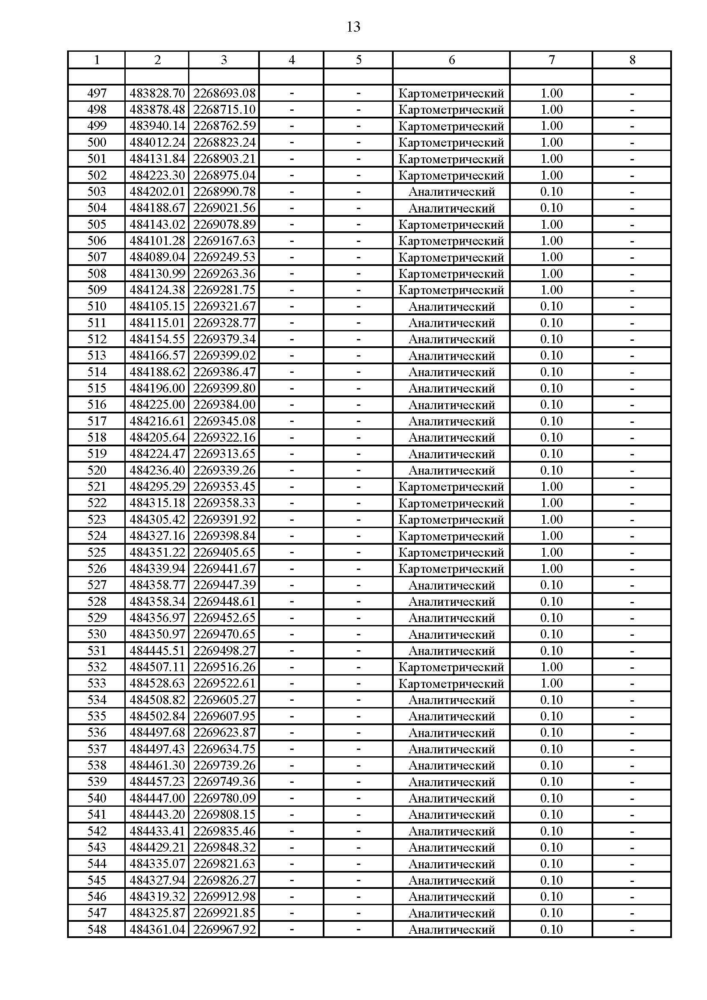 13
1 2 3 4 5 6 7 8
497 483828.70 2268693.08 - - Картометрический 1.00 -
498 483878.48 2268715.10 - - Картометрический 1.00 -
499 483940.14 2268762.59 - - Картометрический 1.00 -
500 484012.24 2268823.24 - - Картометрический 1.00 -
501 484131.84 2268903.21 - - Картометрический 1.00 -
502 484223.30 2268975.04 - - Картометрический 1.00 -
503 484202.01 2268990.78 - - Аналитический 0.10 -
504 484188.67 2269021.56 - - Аналитический 0.10 -
505 484143.02 2269078.89 - - Картометрический 1.00 -
506 484101.28 2269167.63 - - Картометрический 1.00 -
507 484089.04 2269249.53 - - Картометрический 1.00 -
508 484130.99 2269263.36 - - Картометрический 1.00 -
509 484124.38 2269281.75 - - Картометрический 1.00 -
510 484105.15 2269321.67 - - Аналитический 0.10 -
511 484115.01 2269328.77 - - Аналитический 0.10 -
512 484154.55 2269379.34 - - Аналитический 0.10 -
513 484166.57 2269399.02 - - Аналитический 0.10 -
514 484188.62 2269386.47 - - Аналитический 0.10 -
515 484196.00 2269399.80 - - Аналитический 0.10 -
516 484225.00 2269384.00 - - Аналитический 0.10 -
517 484216.61 2269345.08 - - Аналитический 0.10 -
518 484205.64 2269322.16 - - Аналитический 0.10 -
519 484224.47 2269313.65 - - Аналитический 0.10 -
520 484236.40 2269339.26 - - Аналитический 0.10 -
521 484295.29 2269353.45 - - Картометрический 1.00 -
522 484315.18 2269358.33 - - Картометрический 1.00 -
523 484305.42 2269391.92 - - Картометрический 1.00 -
524 484327.16 2269398.84 - - Картометрический 1.00 -
525 484351.22 2269405.65 - - Картометрический 1.00 -
526 484339.94 2269441.67 - - Картометрический 1.00 -
527 484358.77 2269447.39 - - Аналитический 0.10 -
528 484358.34 2269448.61 - - Аналитический 0.10 -
529 484356.97 2269452.65 - - Аналитический 0.10 -
530 484350.97 2269470.65 - - Аналитический 0.10 -
531 484445.51 2269498.27 - - Аналитический 0.10 -
532 484507.11 2269516.26 - - Картометрический 1.00 -
533 484528.63 2269522.61 - - Картометрический 1.00 -
534 484508.82 2269605.27 - - Аналитический 0.10 -
535 484502.84 2269607.95 - - Аналитический 0.10 -
536 484497.68 2269623.87 - - Аналитический 0.10 -
537 484497.43 2269634.75 - - Аналитический 0.10 -
538 484461.30 2269739.26 - - Аналитический 0.10 -
539 484457.23 2269749.36 - - Аналитический 0.10 -
540 484447.00 2269780.09 - - Аналитический 0.10 -
541 484443.20 2269808.15 - - Аналитический 0.10 -
542 484433.41 2269835.46 - - Аналитический 0.10 -
543 484429.21 2269848.32 - - Аналитический 0.10 -
544 484335.07 2269821.63 - - Аналитический 0.10 -
545 484327.94 2269826.27 - - Аналитический 0.10 -
546 484319.32 2269912.98 - - Аналитический 0.10 -
547 484325.87 2269921.85 - - Аналитический 0.10 -
548 484361.04 2269967.92 - - Аналитический 0.10 -